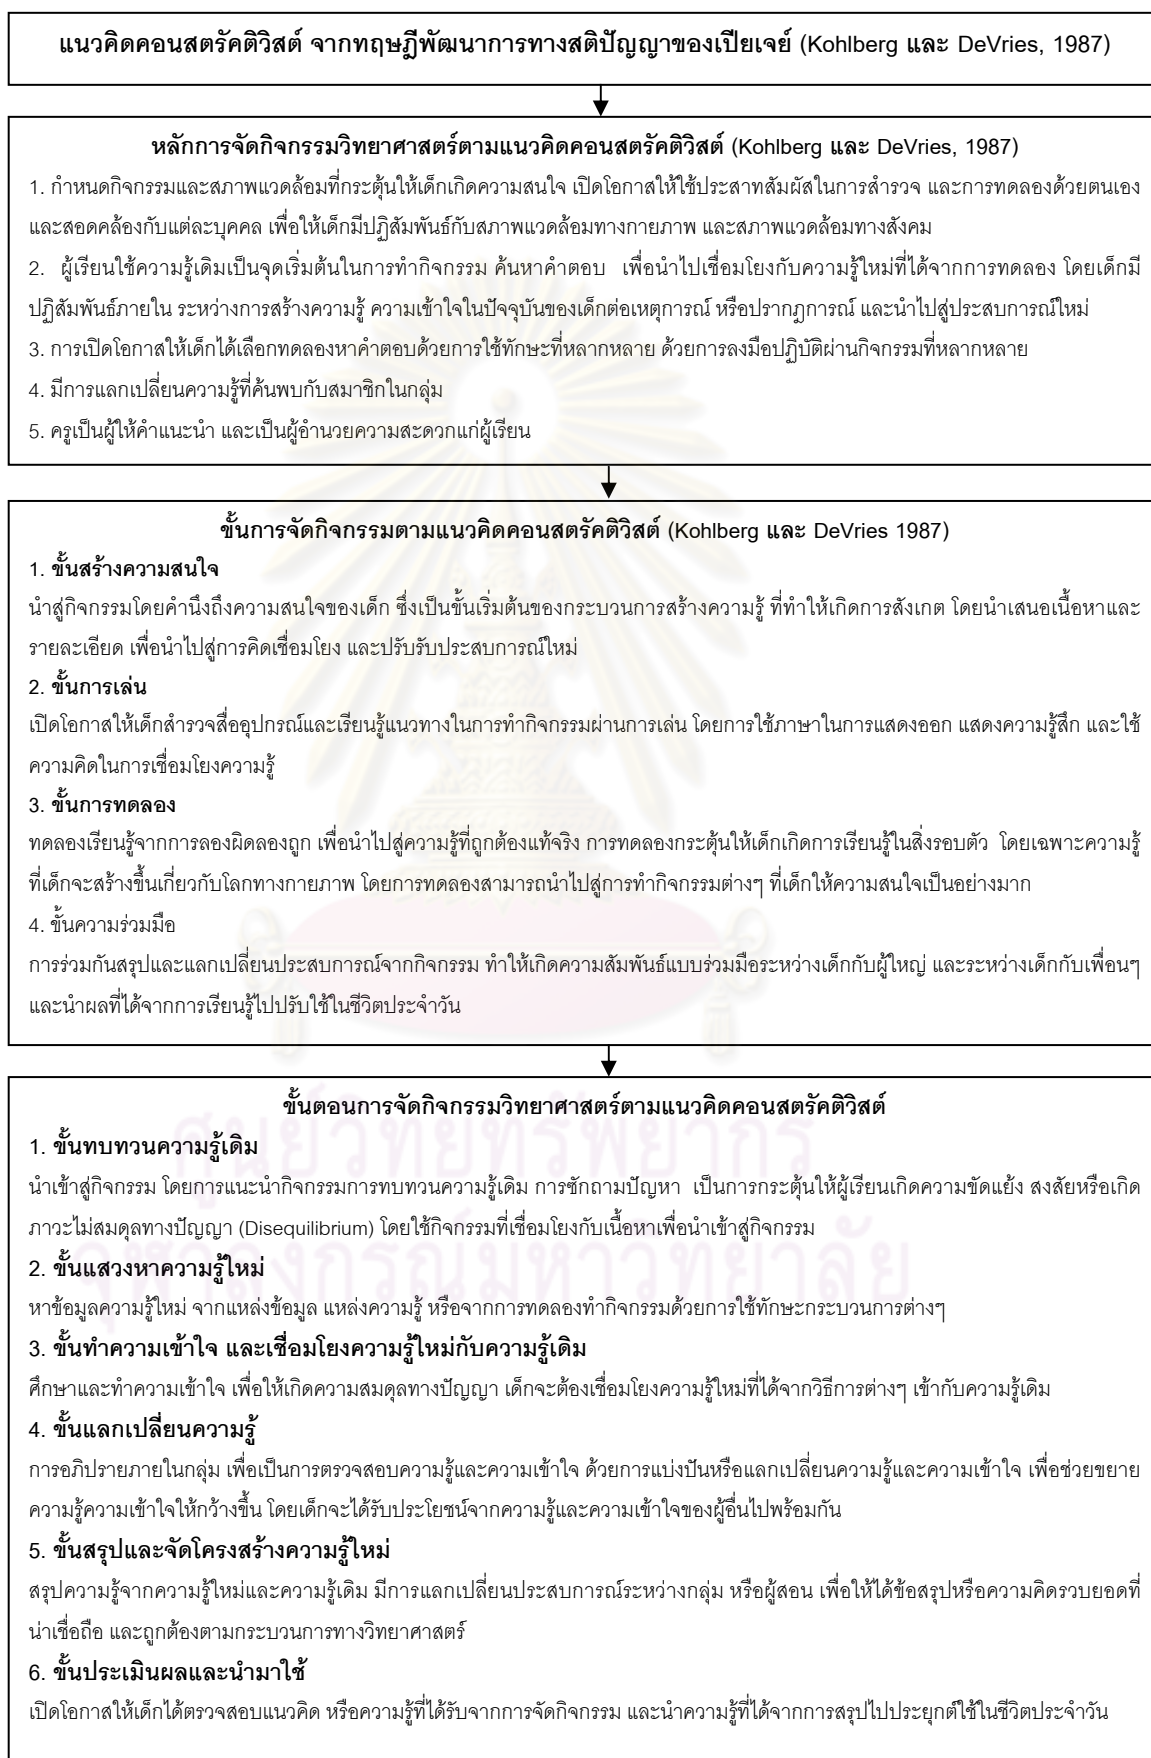 แนวคิดคอนสตรัคติวิสต์ จากทฤษฎีพัฒนาการทางสติปัญญาของเปียเจย์ (Kohlberg และ DeVries, 1987)
หลักการจัดกิจกรรมวิทยาศาสตร์ตามแนวคิดคอนสตรัคติวิสต์ (Kohlberg และ DeVries, 1987)
1. กำหนดกิจกรรมและสภาพแวดล้อมที่กระตุ้นให้เด็กเกิดความสนใจ เปิดโอกาสให้ใช้ประสาทสัมผัสในการสำรวจ และการทดลองด้วยตนเอง
และสอดคล้องกับแต่ละบุคคล เพื่อให้เด็กมีปฏิสัมพันธ์กับสภาพแวดล้อมทางกายภาพ และสภาพแวดล้อมทางสังคม
2. ผู้เรียนใช้ความรู้เดิมเป็นจุดเริ่มต้นในการทำกิจกรรม ค้นหาคำตอบ เพื่อนำไปเชื่อมโยงกับความรู้ใหม่ที่ได้จากการทดลอง โดยเด็กมี
ปฏิสัมพันธ์ภายใน ระหว่างการสร้างความรู้ ความเข้าใจในปัจจุบันของเด็กต่อเหตุการณ์ หรือปรากฏการณ์ และนำไปสู่ประสบการณ์ใหม่
3. การเปิดโอกาสให้เด็กได้เลือกทดลองหาคำตอบด้วยการใช้ทักษะที่หลากหลาย ด้วยการลงมือปฏิบัติผ่านกิจกรรมที่หลากหลาย
4. มีการแลกเปลี่ยนความรู้ที่ค้นพบกับสมาชิกในกลุ่ม
5. ครูเป็นผู้ให้คำแนะนำ และเป็นผู้อำนวยความสะดวกแก่ผู้เรียน
ขั้นการจัดกิจกรรมตามแนวคิดคอนสตรัคติวิสต์ (Kohlberg และ DeVries 1987)
1. ขั้นสร้างความสนใจ
นำสู่กิจกรรมโดยคำนึงถึงความสนใจของเด็ก ซึ่งเป็นขั้นเริ่มต้นของกระบวนการสร้างความรู้ ที่ทำให้เกิดการสังเกต โดยนำเสนอเนื้อหาและ
รายละเอียด เพื่อนำไปสู่การคิดเชื่อมโยง และปรับรับประสบการณ์ใหม่
2. ขั้นการเล่น
เปิดโอกาสให้เด็กสำรวจสื่ออุปกรณ์และเรียนรู้แนวทางในการทำกิจกรรมผ่านการเล่น โดยการใช้ภาษาในการแสดงออก แสดงความรู้สึก และใช้
ความคิดในการเชื่อมโยงความรู้
3. ขั้นการทดลอง
ทดลองเรียนรู้จากการลองผิดลองถูก เพื่อนำไปสู่ความรู้ที่ถูกต้องแท้จริง การทดลองกระตุ้นให้เด็กเกิดการเรียนรู้ในสิ่งรอบตัว โดยเฉพาะความรู้
ที่เด็กจะสร้างขึ้นเกี่ยวกับโลกทางกายภาพ โดยการทดลองสามารถนำไปสู่การทำกิจกรรมต่างๆ ที่เด็กให้ความสนใจเป็นอย่างมาก
4. ขั้นความร่วมมือ
การร่วมกันสรุปและแลกเปลี่ยนประสบการณ์จากกิจกรรม ทำให้เกิดความสัมพันธ์แบบร่วมมือระหว่างเด็กกับผู้ใหญ่ และระหว่างเด็กกับเพื่อนๆ
และนำผลที่ได้จากการเรียนรู้ไปปรับใช้ในชีวิตประจำวัน
ขั้นตอนการจัดกิจกรรมวิทยาศาสตร์ตามแนวคิดคอนสตรัคติวิสต์
ศูนย์วิทยทรัพยากร
1. ขั้นทบทวนความรู้เดิม
นำเข้าสู่กิจกรรม โดยการแนะนำกิจกรรมการทบทวนความรู้เดิม การซักถามปัญหา เป็นการกระตุ้นให้ผู้เรียนเกิดความขัดแย้ง สงสัยหรือเกิด
ภาวะไม่สมดุลทางปัญญา (Disequilibrium) โดยใช้กิจกรรมที่เชื่อมโยงกับเนื้อหาเพื่อนำเข้าสู่กิจกรรม
จุฬาลงกรณ์มหาวิทยาลัย
2. ขั้นแสวงหาความรู้ใหม่
หาข้อมูลความรู้ใหม่ จากแหล่งข้อมูล แหล่งความรู้ หรือจากการทดลองทำกิจกรรมด้วยการใช้ทักษะกระบวนการต่างๆ
3. ขั้นทำความเข้าใจ และเชื่อมโยงความรู้ใหม่กับความรู้เดิม
ศึกษาและทำความเข้าใจ เพื่อให้เกิดความสมดุลทางปัญญา เด็กจะต้องเชื่อมโยงความรู้ใหม่ที่ได้จากวิธีการต่างๆ เข้ากับความรู้เดิม
4. ขั้นแลกเปลี่ยนความรู้
การอภิปรายภายในกลุ่ม เพื่อเป็นการตรวจสอบความรู้และความเข้าใจ ด้วยการแบ่งปันหรือแลกเปลี่ยนความรู้และความเข้าใจ เพื่อช่วยขยาย
ความรู้ความเข้าใจให้กว้างขึ้น โดยเด็กจะได้รับประโยชน์จากความรู้และความเข้าใจของผู้อื่นไปพร้อมกัน
5. ขั้นสรุปและจัดโครงสร้างความรู้ใหม่
สรุปความรู้จากความรู้ใหม่และความรู้เดิม มีการแลกเปลี่ยนประสบการณ์ระหว่างกลุ่ม หรือผู้สอน เพื่อให้ได้ข้อสรุปหรือความคิดรวบยอดที่
น่าเชื่อถือ และถูกต้องตามกระบวนการทางวิทยาศาสตร์
6. ขั้นประเมินผลและนำมาใช้
เปิดโอกาสให้เด็กได้ตรวจสอบแนวคิด หรือความรู้ที่ได้รับจากการจัดกิจกรรม และนำความรู้ที่ได้จากการสรุปไปประยุกต์ใช้ในชีวิตประจำวัน